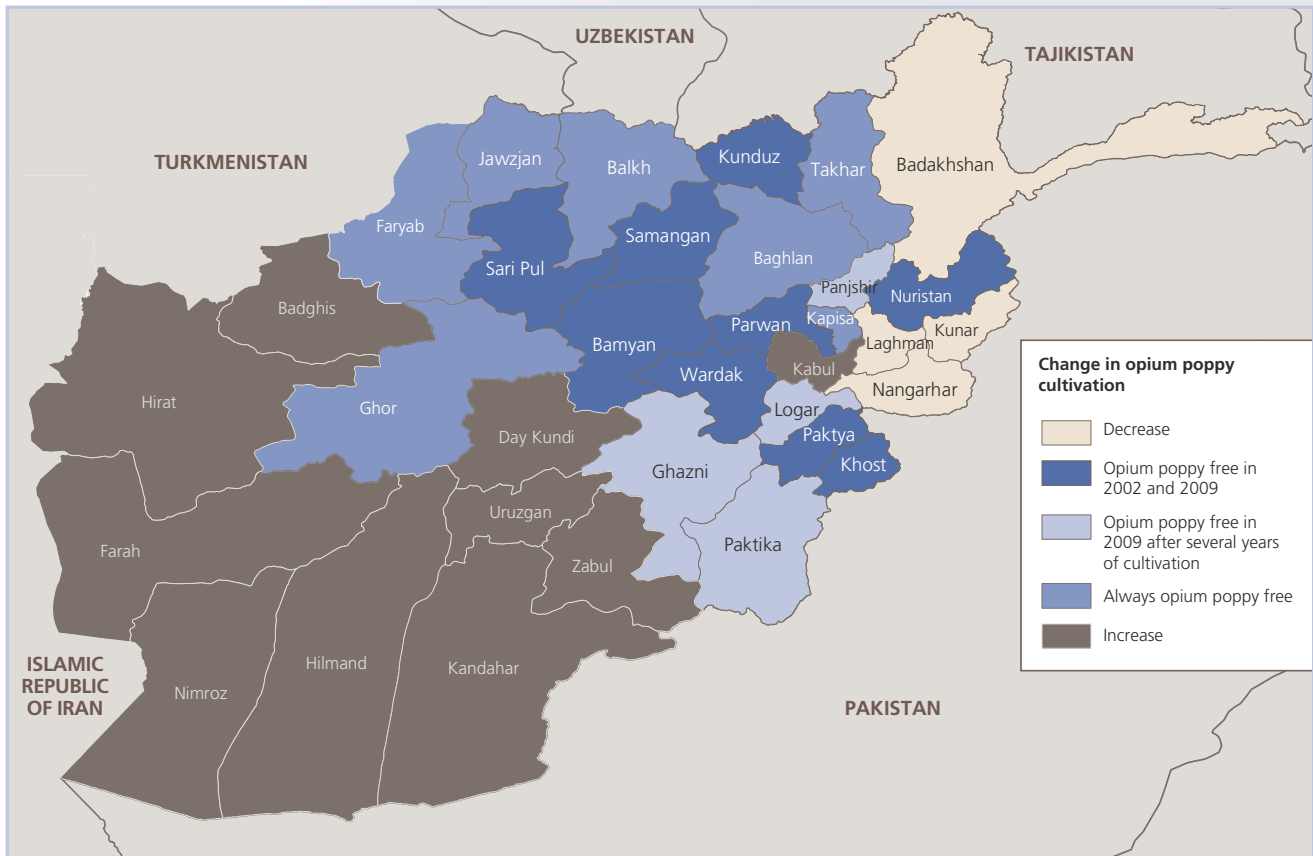 UZBEKISTAN
TAJIKISTAN
TURKMENISTAN
Jawzjan
Balkh
Kunduz
Takhar
Badakhshan
Faryab
Samangan
Sari Pul
Baghlan
Panjshir
Nuristan
Badghis
Parwan
Kapisa
Kunar
Laghman
Bamyan
Kabul
Wardak
Nangarhar
Hirat
Ghor
Logar
Day Kundi
Paktya
Ghazni
Khost
Uruzgan
Farah
Paktika
Zabul
Hilmand
Kandahar
Nimroz
ISLAMIC
REPUBLIC
OF IRAN
PAKISTAN
Change in opium poppy
cultivation
Decrease
Opium poppy free in
2002 and 2009
Opium poppy free in
2009 after several years
of cultivation
Always opium poppy free
Increase